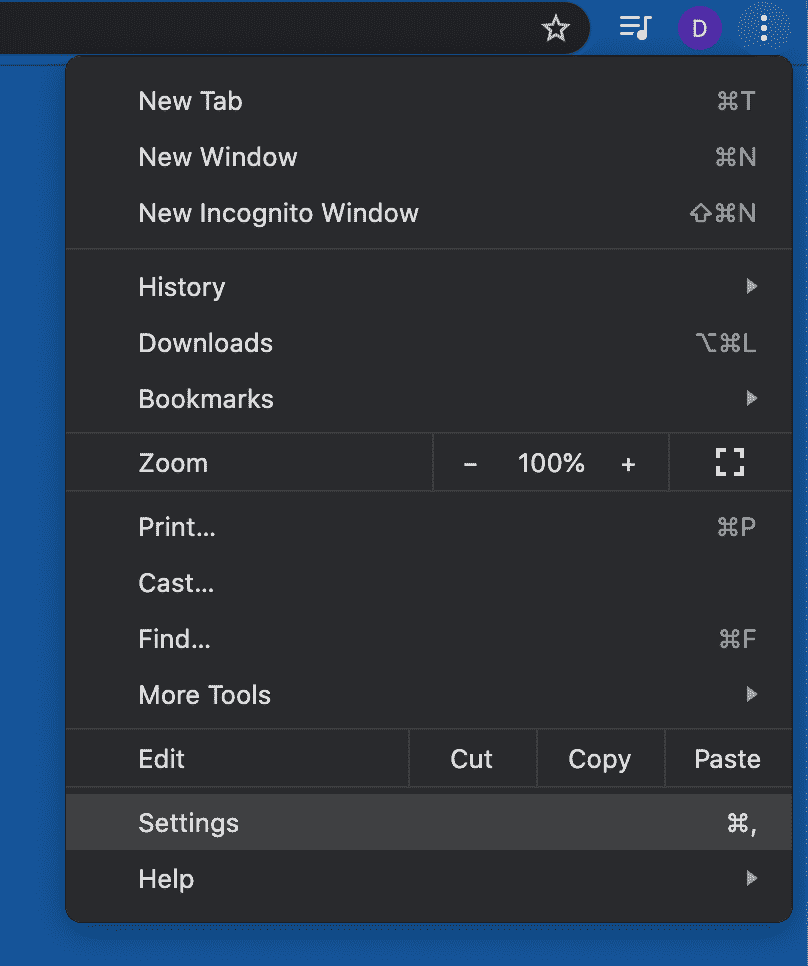 D
New Tab ⌘T
New Window ⌘N
New Incognito Window ⇧⌘N
History
Downloads ⌥⌘L
Bookmarks
Zoom - 100% +
Print... ⌘P
Cast...
Find... ⌘F
More Tools
Edit Cut Copy Paste
Settings ⌘,
Help